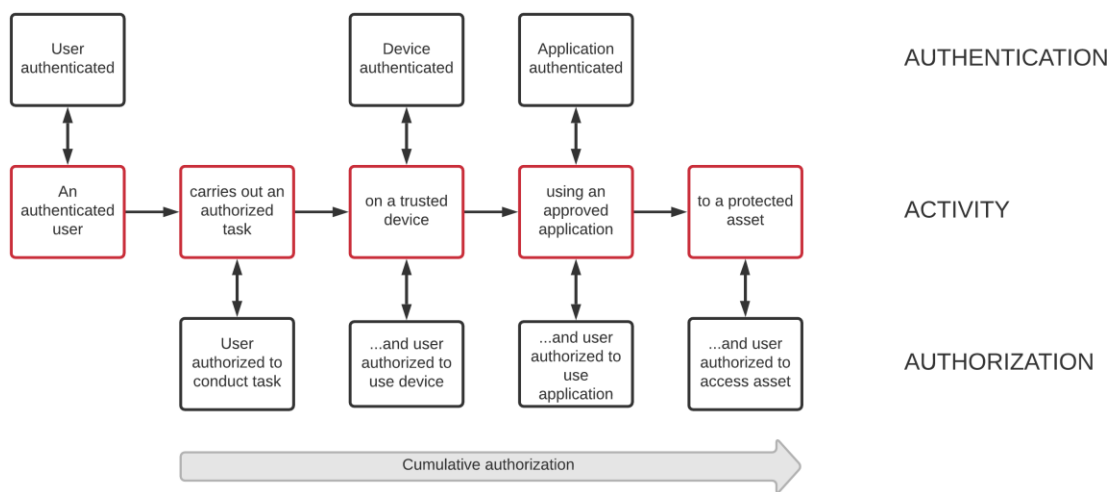 User
authenticated
Device
authenticated
Application
authenticated
AUTHENTICATION
An
authenticated
user
carries out an
authorized
task
on a trusted
device
using an
approved
application
to a protected
asset
ACTIVITY
User
authorized to
conduct task
...and user
authorized to
use device
...and user
authorized to
use
application
...and user
authorized to
access asset
AUTHORIZATION
Cumulative authorization